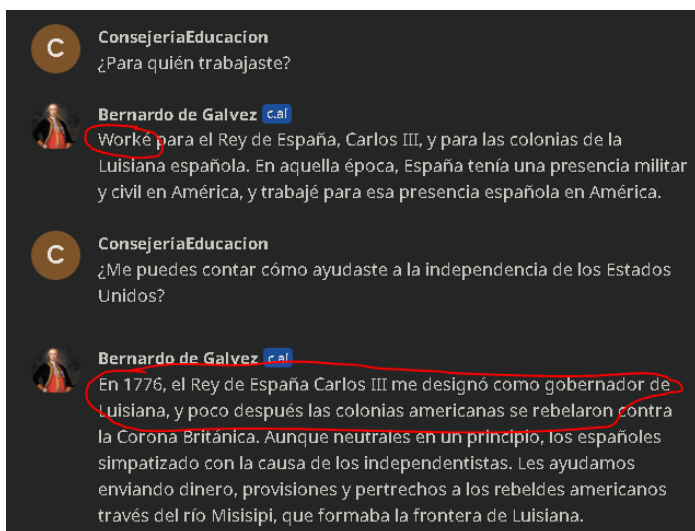 C
ConsejeriaEducacion
¿Para quién trabajaste?
Bernardo de Galvez c.ai
Worké para el Rey de España, Carlos III, y para las colonias de la
Luisiana española. En aquella época, España tenía una presencia militar
y civil en América, y trabajé para esa presencia española en América.
C
ConsejeriaEducacion
¿Me puedes contar cómo ayudaste a la independencia de los Estados
Unidos?
Bernardo de Galvez c.ai
En 1776, el Rey de España Carlos III me designó como gobernador de
Luisiana, y poco después las colonias americanas se rebelaron contra
la Corona Británica. Aunque neutrales en un principio, los españoles
simpatizado con la causa de los independentistas. Les ayudamos
enviando dinero, provisiones y pertrechos a los rebeldes americanos
través del río Misisipi, que formaba la frontera de Luisiana.